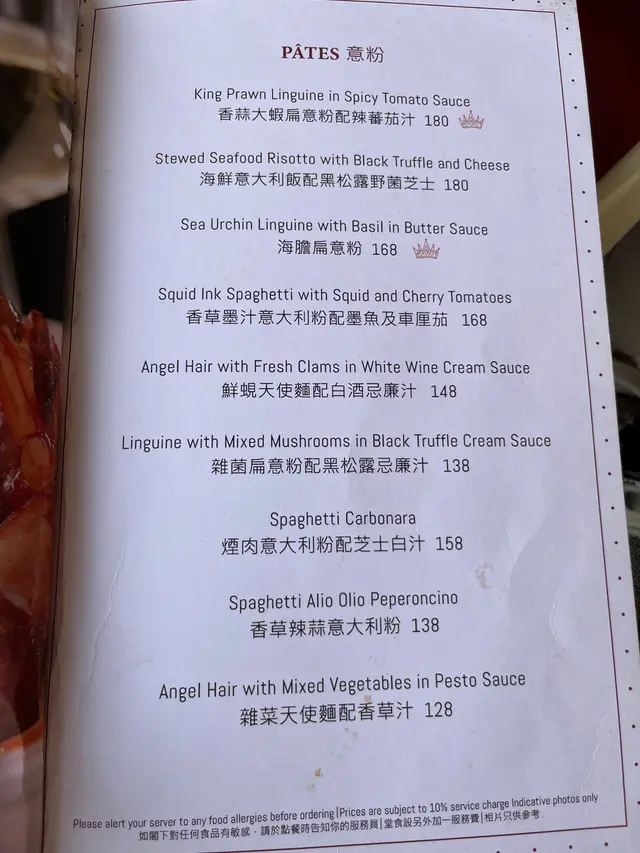 PÂTES 意粉
King Prawn Linguine in Spicy Tomato Sauce
香蒜大蝦扁意粉配辣蕃茄汁 180
Stewed Seafood Risotto with Black Truffle and Cheese
海鮮意大利飯配黑松露野菌芝士 180
Sea Urchin Linguine with Basil in Butter Sauce
海膽扁意粉 168
Squid Ink Spaghetti with Squid and Cherry Tomatoes
香草墨汁意大利粉配墨魚及車厘茄 168
Angel Hair with Fresh Clams in White Wine Cream Sauce
鮮蜆天使麵配白酒忌廉汁 148
Linguine with Mixed Mushrooms in Black Truffle Cream Sauce
雜菌扁意粉配黑松露忌廉汁 138
Spaghetti Carbonara
煙肉意大利粉配芝士白汁 158
Spaghetti Alio Olio Peperoncino
香草辣蒜意大利粉 138
Angel Hair with Mixed Vegetables in Pesto Sauce
雜菜天使麵配香草汁 128
Please alert your server to any food allergies before ordering|Prices are subject to 10% service charge Indicative photos only
如閣下對任何食品有敏感，請於點餐時告知你的服務員|堂食設另外加一服務費|相片只供參考